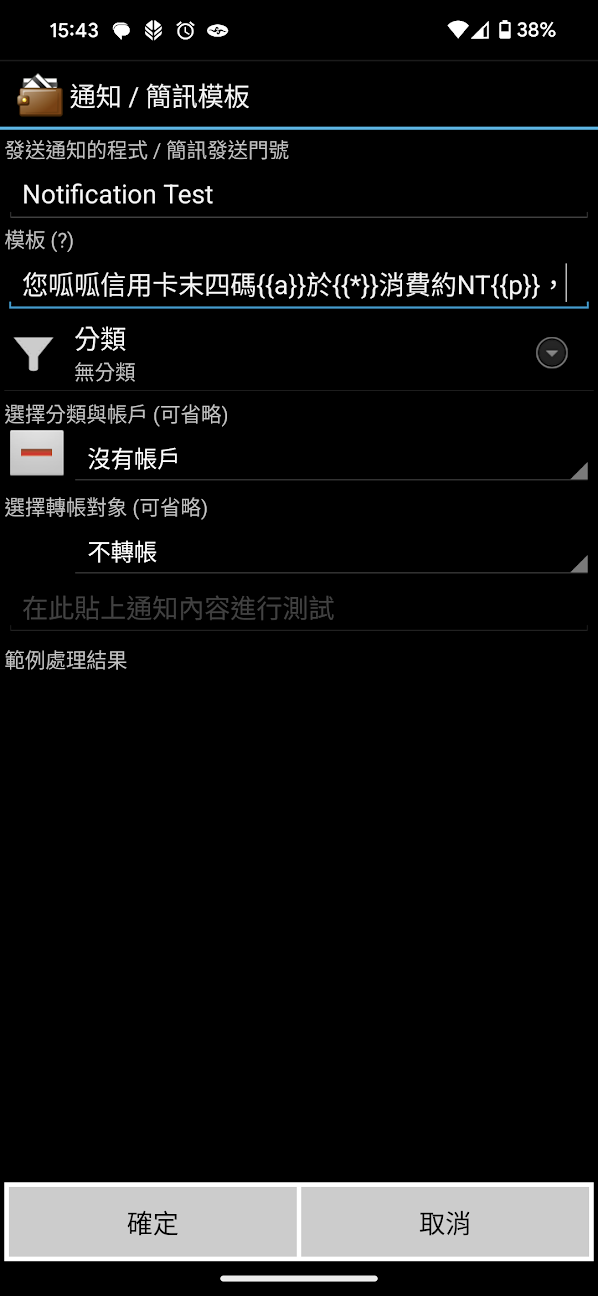 15:43
38%
通知 / 簡訊模板
發送通知的程式 / 簡訊發送門號
Notification Test
模板 (?)
您呱呱信用卡末四碼{{a}}於{{*}}消費約NT{{p}}，
分類
無分類
選擇分類與帳戶 (可省略)
沒有帳戶
選擇轉帳對象 (可省略)
不轉帳
在此貼上通知內容進行測試
範例處理結果
確定
取消